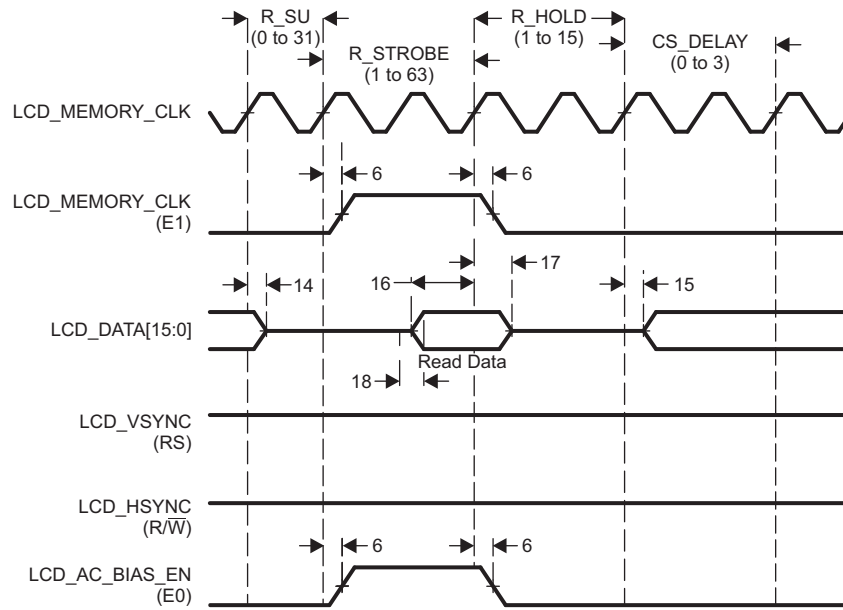 R_SU
(0 to 31)
R_HOLD
(1 to 15)
R_STROBE
(1 to 63)
CS_DELAY
(0 to 3)
LCD_MEMORY_CLK
6
6
LCD_MEMORY_CLK
(E1)
14
16
17
15
LCD_DATA[15:0]
Read Data
18
LCD_VSYNC
(RS)
LCD_HSYNC
(R/W̅)
6
6
LCD_AC_BIAS_EN
(E0)